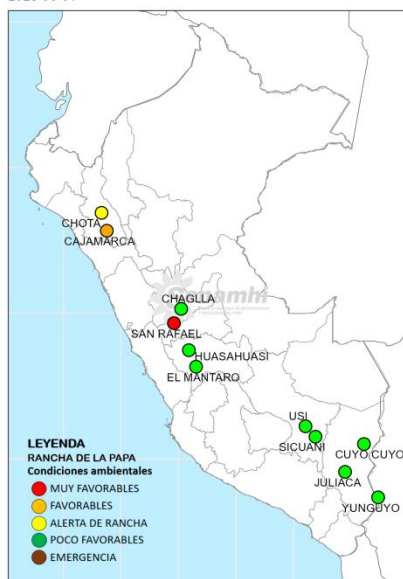 CHOTA
CAJAMARCA
Senamhi
CHAGLLA
SAN RAFAEL
HUASAHUASI
EL MANTARO
USI
SICUANI
CUYO CUYO
JULIACA
YUNGUYO
LEYENDA
RANCHA DE LA PAPA
Condiciones ambientales
MUY FAVORABLES
FAVORABLES
ALERTA DE RANCHA
POCO FAVORABLES
EMERGENCIA